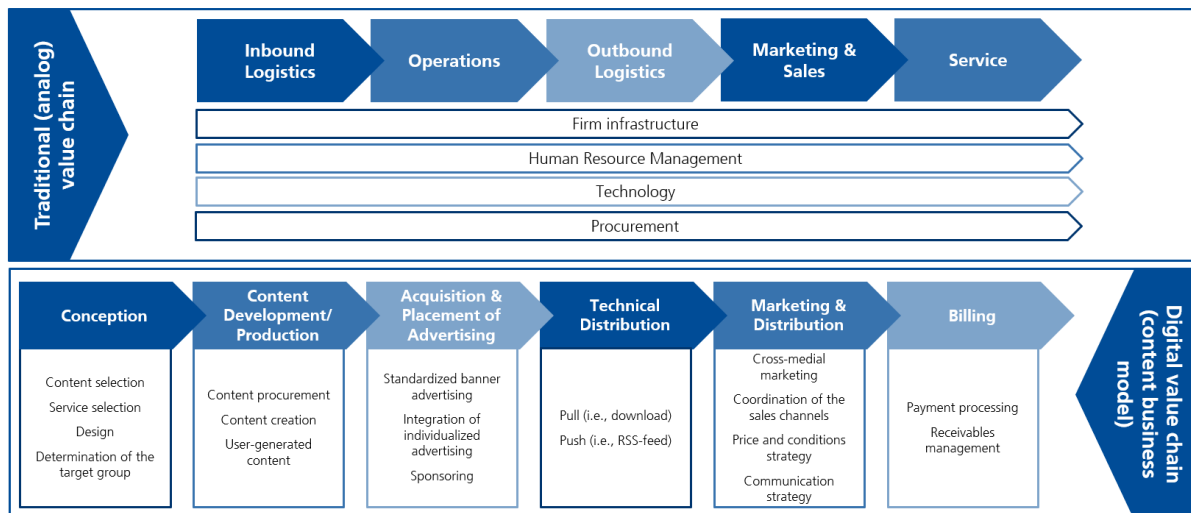 Traditional (analog)
value chain
Inbound
Logistics
Operations
Outbound
Logistics
Marketing &
Sales
Service
Firm infrastructure
Human Resource Management
Technology
Procurement
Conception
Content selection
Service selection
Design
Determination of the
target group
Content
Development/
Production
Content procurement
Content creation
User-generated
content
Acquisition &
Placement of
Advertising
Standardized banner
advertising
Integration of
individualized
advertising
Sponsoring
Technical
Distribution
Pull (i.e., download)
Push (i.e., RSS-feed)
Marketing &
Distribution
Cross-medial
marketing
Coordination of the
sales channels
Price and conditions
strategy
Communication
strategy
Billing
Payment processing
Receivables
management
Digital value chain
(content business
model)